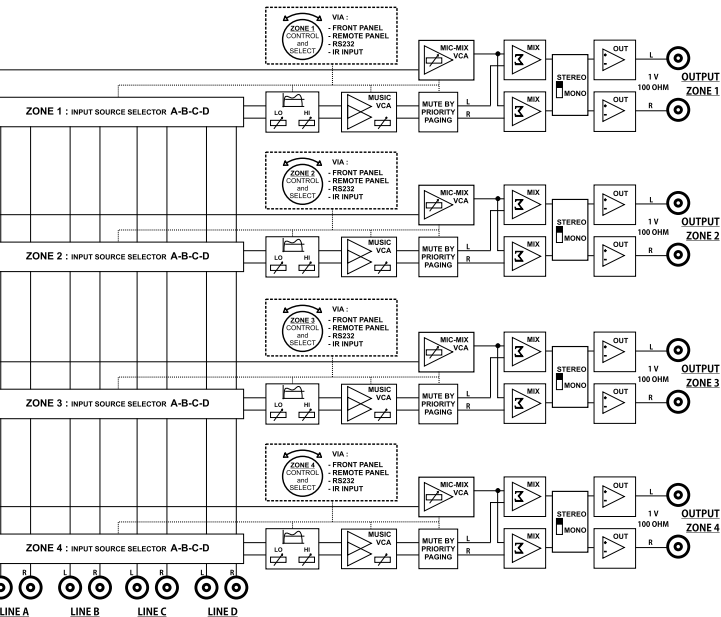 VIA :
ZONE 1
CONTROL
and
SELECT
- FRONT PANEL
- REMOTE PANEL
- RS232
- IR INPUT
MIC-MIX
VCA
MIX
Σ
OUT
L
OUTPUT
ZONE 1
STEREO
MONO
1 V
100 OHM
ZONE 1 : INPUT SOURCE SELECTOR A-B-C-D
LO
HI
MUSIC
VCA
MUTE BY
PRIORITY
PAGING
L
R
MIX
Σ
OUT
R
VIA :
ZONE 2
CONTROL
and
SELECT
- FRONT PANEL
- REMOTE PANEL
- RS232
- IR INPUT
MIC-MIX
VCA
MIX
Σ
OUT
L
OUTPUT
ZONE 2
STEREO
MONO
1 V
100 OHM
ZONE 2 : INPUT SOURCE SELECTOR A-B-C-D
LO
HI
MUSIC
VCA
MUTE BY
PRIORITY
PAGING
L
R
MIX
Σ
OUT
R
VIA :
ZONE 3
CONTROL
and
SELECT
- FRONT PANEL
- REMOTE PANEL
- RS232
- IR INPUT
MIC-MIX
VCA
MIX
Σ
OUT
L
OUTPUT
ZONE 3
STEREO
MONO
1 V
100 OHM
ZONE 3 : INPUT SOURCE SELECTOR A-B-C-D
LO
HI
MUSIC
VCA
MUTE BY
PRIORITY
PAGING
L
R
MIX
Σ
OUT
R
VIA :
ZONE 4
CONTROL
and
SELECT
- FRONT PANEL
- REMOTE PANEL
- RS232
- IR INPUT
MIC-MIX
VCA
MIX
Σ
OUT
L
OUTPUT
ZONE 4
STEREO
MONO
1 V
100 OHM
ZONE 4 : INPUT SOURCE SELECTOR A-B-C-D
LO
HI
MUSIC
VCA
MUTE BY
PRIORITY
PAGING
L
R
MIX
Σ
OUT
R
R L R L R L R
LINE A LINE B LINE C LINE D